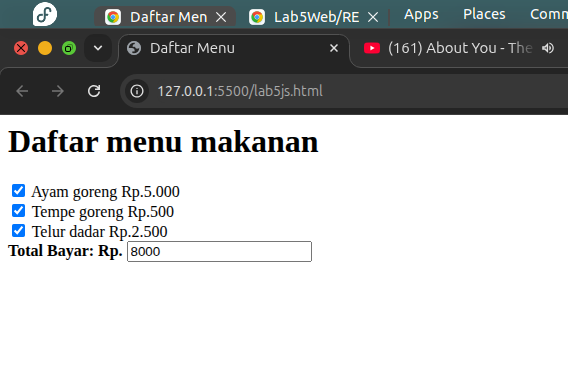 Daftar Men
Lab5Web/RE
Apps
Places
Comm
Daftar Menu
(161) About You - The
127.0.0.1:5500/lab5js.html
Daftar menu makanan
Ayam goreng Rp.5.000
Tempe goreng Rp.500
Telur dadar Rp.2.500
Total Bayar: Rp. 8000